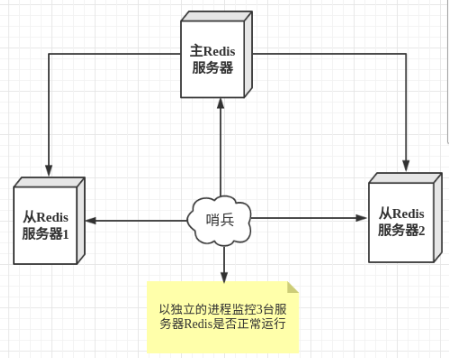 主Redis
服务器
从Redis
服务器1
哨兵
从Redis
服务器2
以独立的进程监控3台服
务器Redis是否正常运行